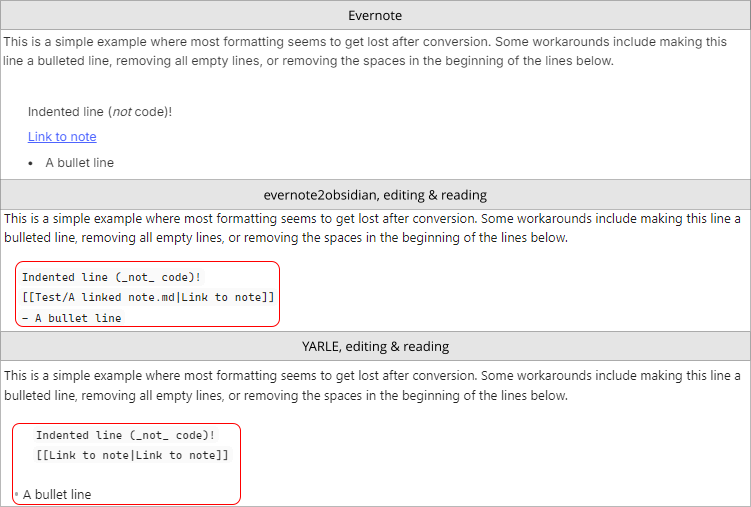 Evernote
This is a simple example where most formatting seems to get lost after conversion. Some workarounds include making this
line a bulleted line, removing all empty lines, or removing the spaces in the beginning of the lines below.
Indented line (not code)!
Link to note
• A bullet line
evernote2obsidian, editing & reading
This is a simple example where most formatting seems to get lost after conversion. Some workarounds include making this line a
bulleted line, removing all empty lines, or removing the spaces in the beginning of the lines below.
Indented line (_not_ code)!
[[Test/A linked note.md|Link to note]]
- A bullet line
YARLE, editing & reading
This is a simple example where most formatting seems to get lost after conversion. Some workarounds include making this line a
bulleted line, removing all empty lines, or removing the spaces in the beginning of the lines below.
Indented line (_not_ code)!
[[Link to note|Link to note]]
• A bullet line